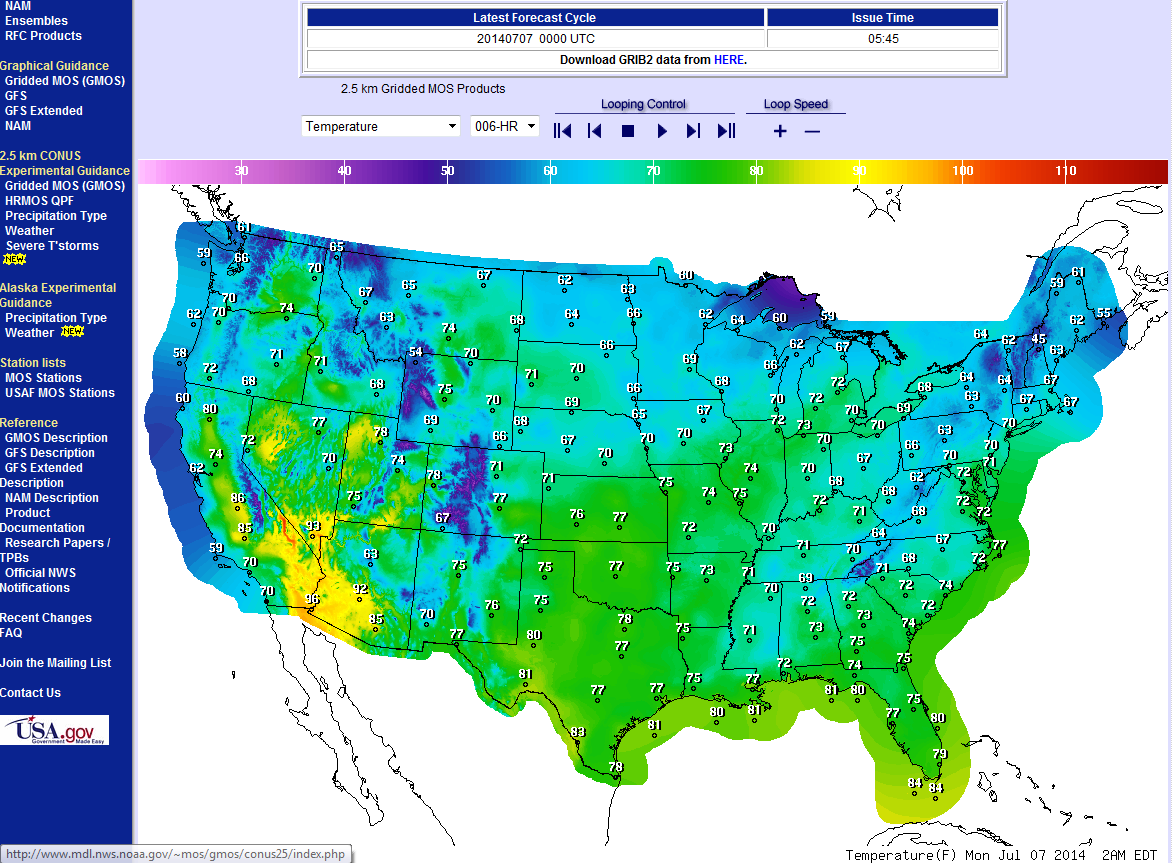 NAM
Ensembles
RFC Products
Graphical Guidance
Gridded MOS (GMOS)
GFS
GFS Extended
NAM
2.5 km CONUS
Experimental Guidance
Gridded MOS (GMOS)
HRMOS QPF
Precipitation Type
Weather
Severe T'storms
NEW
Alaska Experimental
Guidance
Precipitation Type
Weather NEW
Station lists
MOS Stations
USAF MOS Stations
Reference
GMOS Description
GFS Description
GFS Extended
Description
NAM Description
Product
Documentation
Research Papers /
TPBs
Official NWS
Notifications
Recent Changes
FAQ
Join the Mailing List
Contact Us
USA.gov
Government Made Easy
http://www.mdl.nws.noaa.gov/~mos/gmos/conus25/index.php
Latest Forecast Cycle Issue Time
20140707 0000 UTC 05:45
Download GRIB2 data from HERE.
2.5 km Gridded MOS Products
Looping Control Loop Speed
Temperature 006-HR
30 40 50 60 70 80 90 100 110
61
59 66 65 70 67 62 60 61
67 65 63 59
70 62 70 74 63 68 64 66 62 64 60 59 62 55
58 71 71 74 54 70 66 69 62 67 64 62 45 63
72 68 68 75 71 70 68 68 72 68 64 64 67
60 80 77 69 70 68 69 66 65 67 70 72 70 69 63 67 67
72 78 66 67 70 70 72 73 70 70 63 70
74 62 70 74 78 71 70 73 74 70 67 66 70 70 71
86 75 77 71 75 74 75 72 68 68 62 72 72
85 93 67 76 77 72 70 71 68 72
59 70 63 75 72 75 77 75 73 71 71 70 64 68 67 72 77
70 96 92 85 70 76 75 78 75 70 69 72 72 71 72 74 72
77 80 77 71 73 73 75 74
81 77 77 75 77 72 74 75
83 81 80 81 81 80 75 77 80
78 79
84 84
Temperature(F) Mon Jul 07 2014 2AM EDT